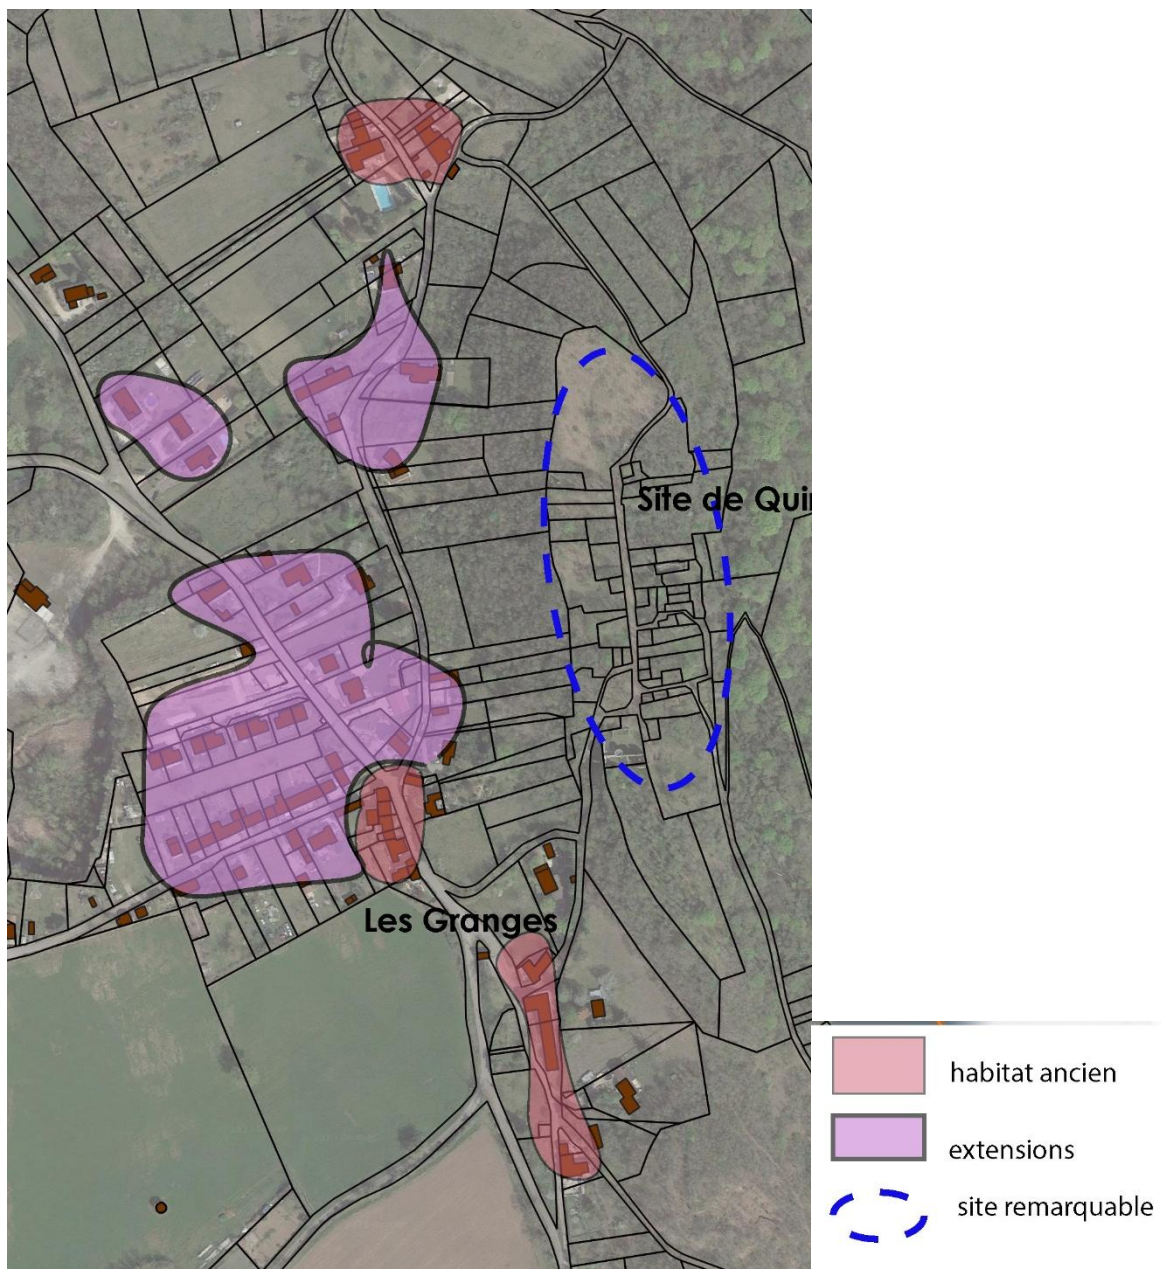 Site de Qui
Les Granges
habitat ancien
extensions
site remarquable